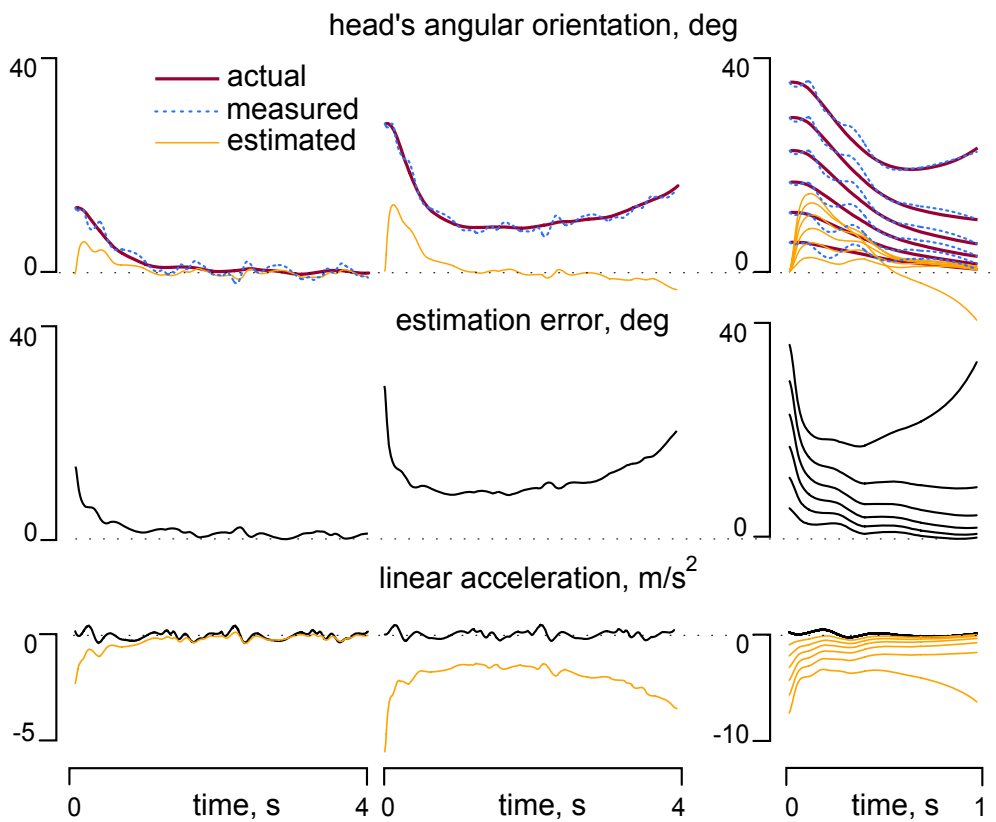 head's angular orientation, deg
40
40
actual
measured
estimated
0
0
estimation error, deg
40
40
0
0
linear acceleration, m/s²
0
0
-5
-10
0 time, s 4
0 time, s 4
0 time, s 1